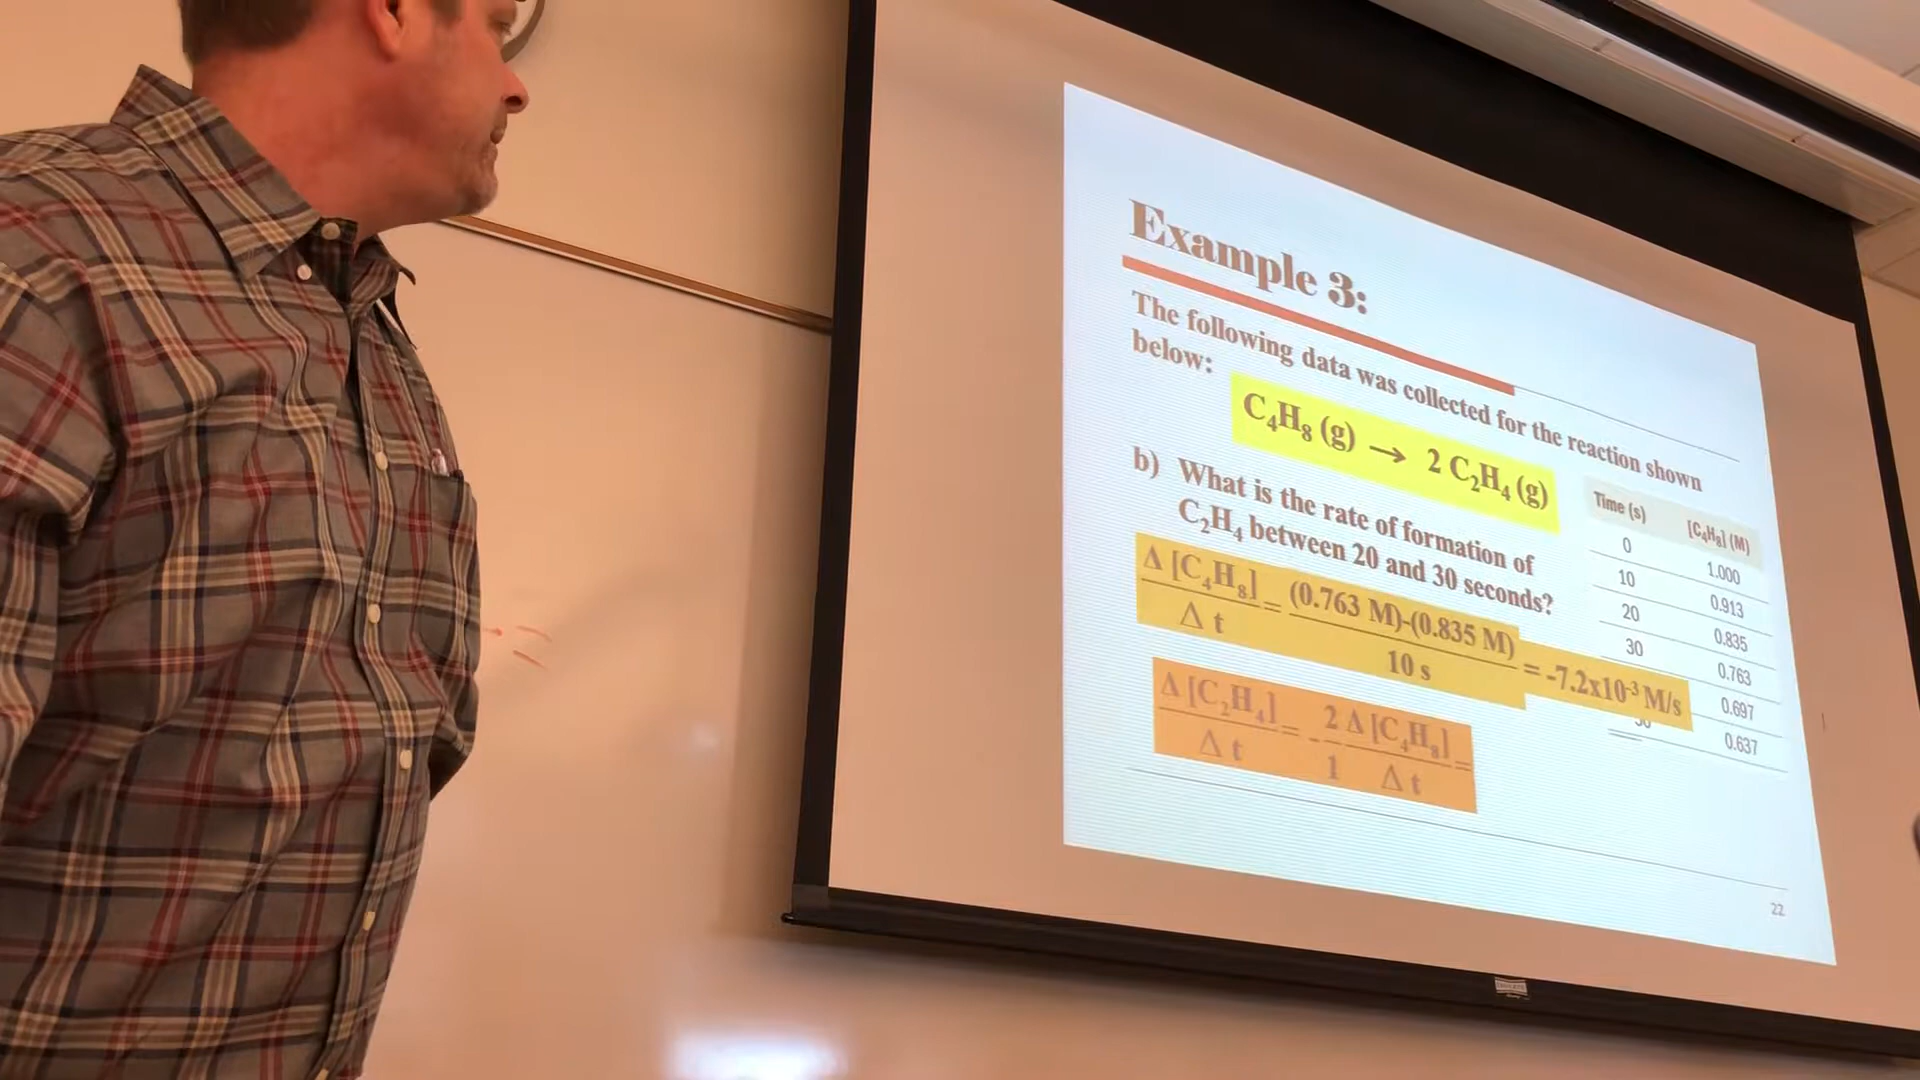 Example 3:
The following data was collected for the reaction shown
below:
C₄H₈ (g) → 2 C₂H₄ (g)
b) What is the rate of formation of
C₂H₄ between 20 and 30 seconds?
Δ [C₄H₈] = (0.763 M)-(0.835 M) = -7.2x10⁻³ M/s
Δ t 10 s
Δ [C₂H₄] = - 2 Δ [C₄H₈] =
Δ t 1 Δ t
Time (s) [C₄H₈] (M)
0 1.000
10 0.913
20 0.835
30 0.763
0.697
0.637
22